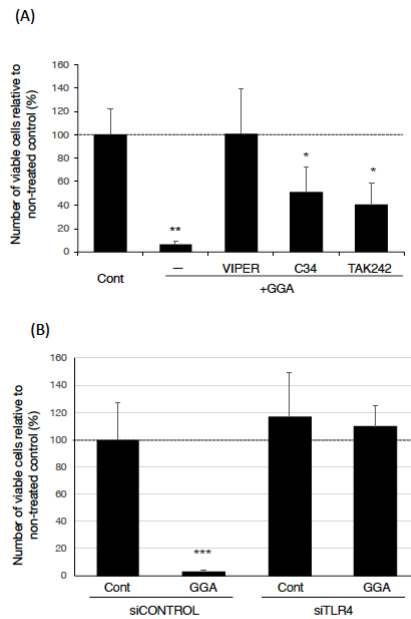 (A)
Number of viable cells relative to
non-treated control (%)
160
140
120
100
80
60
40
20
0
**
*
*
Cont
— VIPER C34 TAK242
+GGA
(B)
Number of viable cells relative to
non-treated control (%)
160
140
120
100
80
60
40
20
0
***
Cont GGA Cont GGA
siCONTROL siTLR4